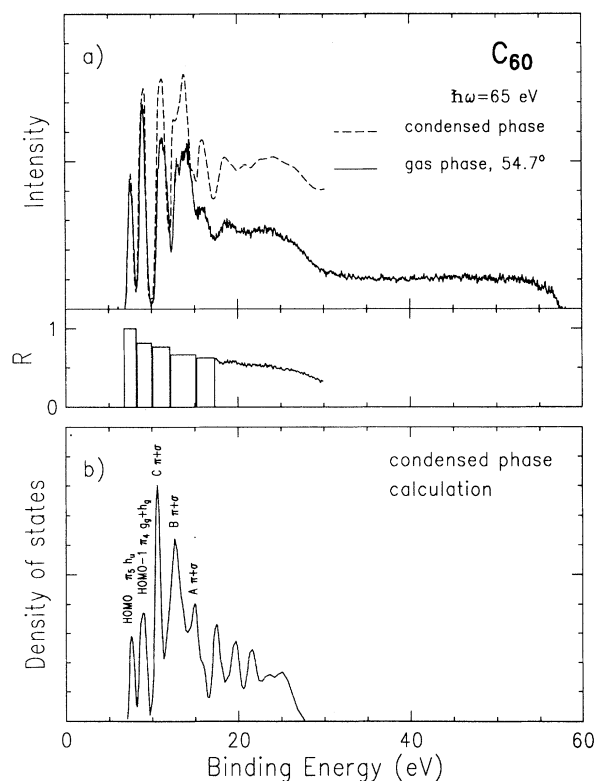 a)
C60
ħω=65 eV
condensed phase
gas phase, 54.7°
Intensity
1
R
0
b)
condensed phase
calculation
HOMO π5 hu
HOMO-1 π4 gg+hg
C π+σ
B π+σ
A π+σ
Density of states
0 20 40 60
Binding Energy (eV)